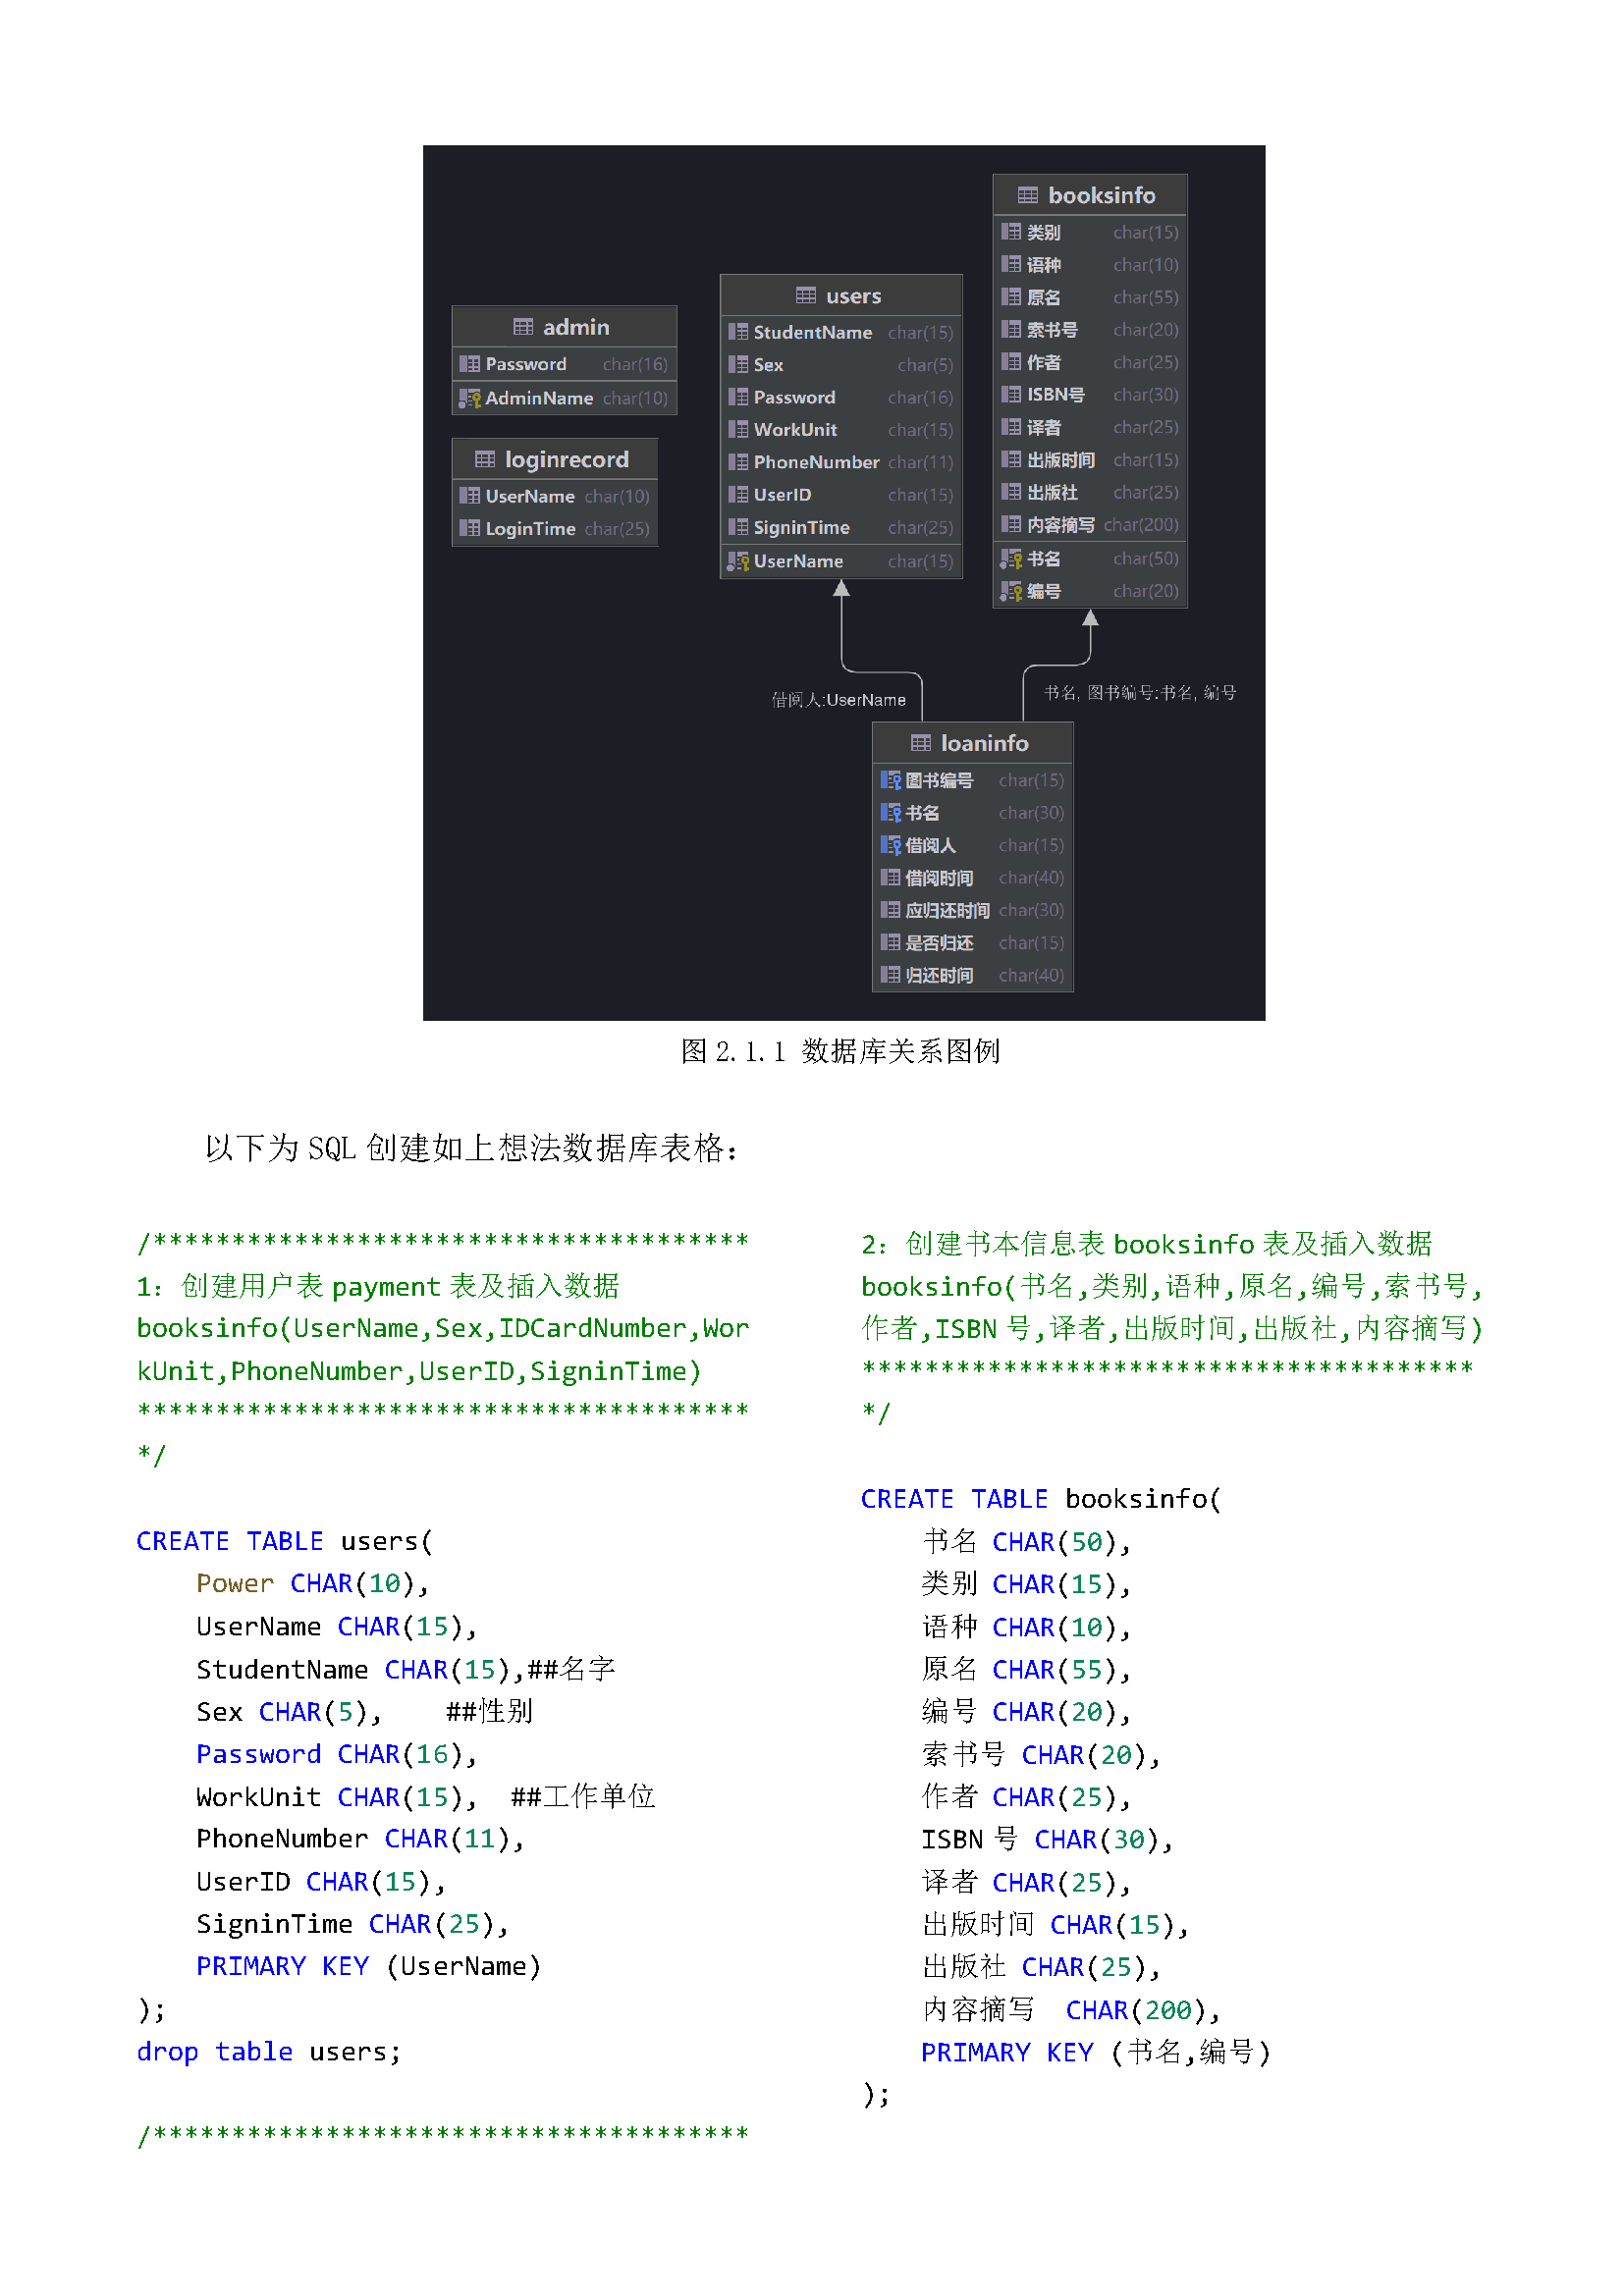 booksinfo
类别 char(15)
语种 char(10)
原名 char(55)
索书号 char(20)
作者 char(25)
ISBN号 char(30)
译者 char(25)
出版时间 char(15)
出版社 char(25)
内容摘写 char(200)
书名 char(50)
编号 char(20)
users
StudentName char(15)
Sex char(5)
Password char(16)
WorkUnit char(15)
PhoneNumber char(11)
UserID char(15)
SigninTime char(25)
UserName char(15)
admin
Password char(16)
AdminName char(10)
loginrecord
UserName char(10)
LoginTime char(25)
借阅人:UserName
书名, 图书编号:书名, 编号
loaninfo
图书编号 char(15)
书名 char(30)
借阅人 char(15)
借阅时间 char(40)
应归还时间 char(30)
是否归还 char(15)
归还时间 char(40)
图 2.1.1 数据库关系图例
以下为 SQL 创建如上想法数据库表格：
/**************************************
1：创建用户表 payment 表及插入数据
booksinfo(UserName,Sex,IDCardNumber,Wor
kUnit,PhoneNumber,UserID,SigninTime)
***************************************
*/
CREATE TABLE users(
Power CHAR(10),
UserName CHAR(15),
StudentName CHAR(15),##名字
Sex CHAR(5),    ##性别
Password CHAR(16),
WorkUnit CHAR(15),  ##工作单位
PhoneNumber CHAR(11),
UserID CHAR(15),
SigninTime CHAR(25),
PRIMARY KEY (UserName)
);
drop table users;
/**************************************
2：创建书本信息表 booksinfo 表及插入数据
booksinfo(书名,类别,语种,原名,编号,索书号,
作者,ISBN 号,译者,出版时间,出版社,内容摘写)
***************************************
*/
CREATE TABLE booksinfo(
书名 CHAR(50),
类别 CHAR(15),
语种 CHAR(10),
原名 CHAR(55),
编号 CHAR(20),
索书号 CHAR(20),
作者 CHAR(25),
ISBN 号 CHAR(30),
译者 CHAR(25),
出版时间 CHAR(15),
出版社 CHAR(25),
内容摘写  CHAR(200),
PRIMARY KEY (书名,编号)
);